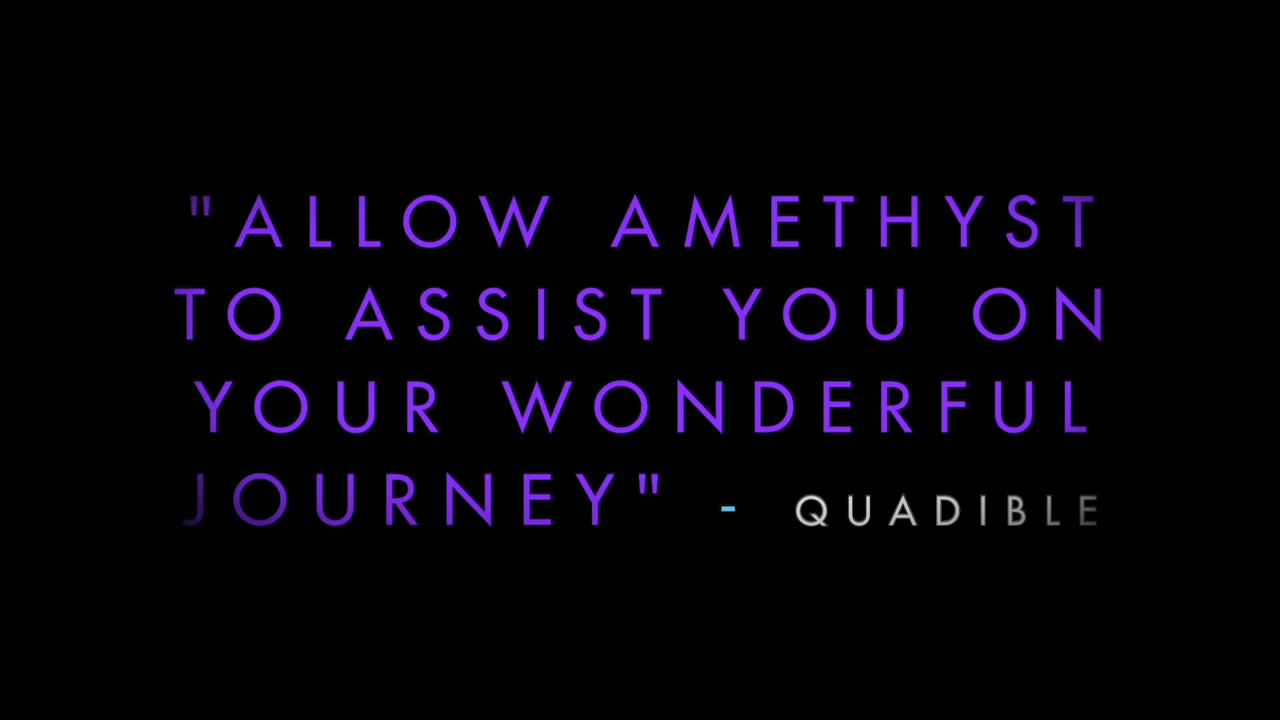 "ALLOW AMETHYST
TO ASSIST YOU ON
YOUR WONDERFUL
JOURNEY" - QUADIBLE